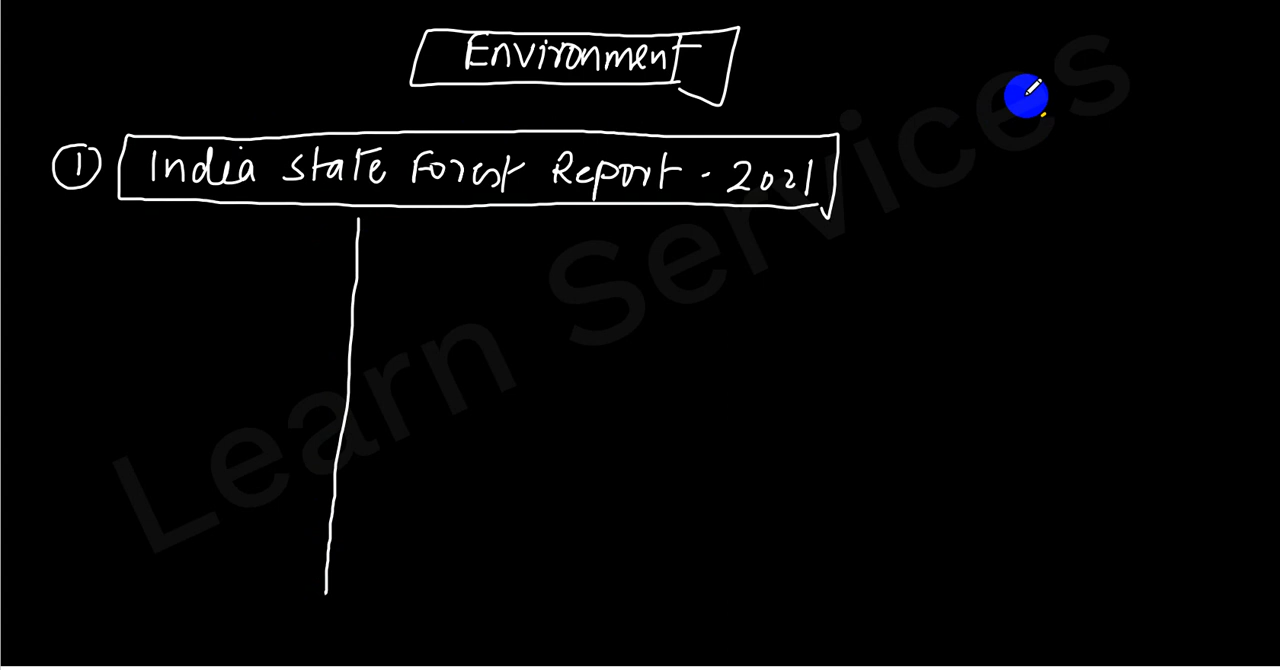 Environment
① India State Forest Report - 2021
Learn Services